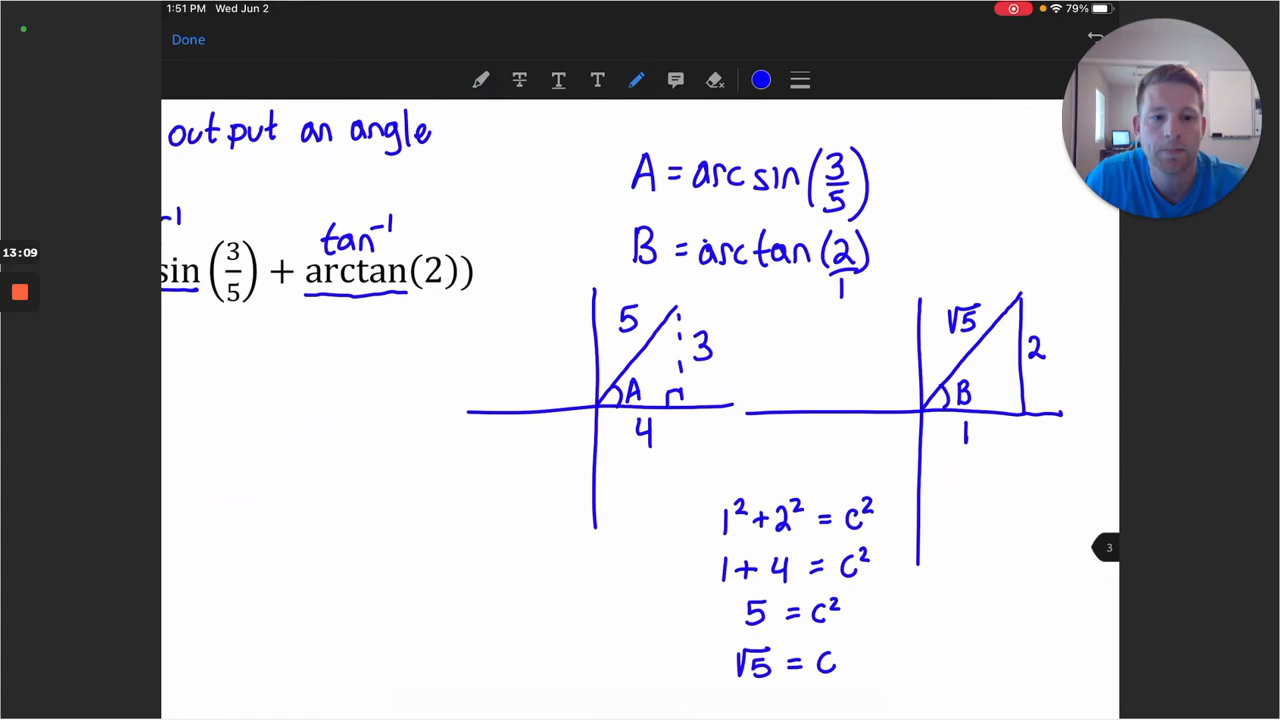 1:51 PM Wed Jun 2
79%
Done
output an angle
-1
sin (3/5) + arctan(2))
tan⁻¹
13:09
A = arcsin(3/5)
B = arctan(2/1)
5
3
A
4
√5
2
B
1
1² + 2² = c²
1 + 4 = c²
5 = c²
√5 = c
3